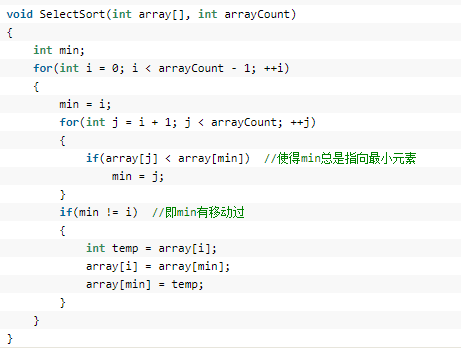 void SelectSort(int array[], int arrayCount)
{
    int min;
    for(int i = 0; i < arrayCount - 1; ++i)
    {
        min = i;
        for(int j = i + 1; j < arrayCount; ++j)
        {
            if(array[j] < array[min])  //使得min总是指向最小元素
                min = j;
        }
        if(min != i)  //即min有移动过
        {
            int temp = array[i];
            array[i] = array[min];
            array[min] = temp;
        }
    }
}